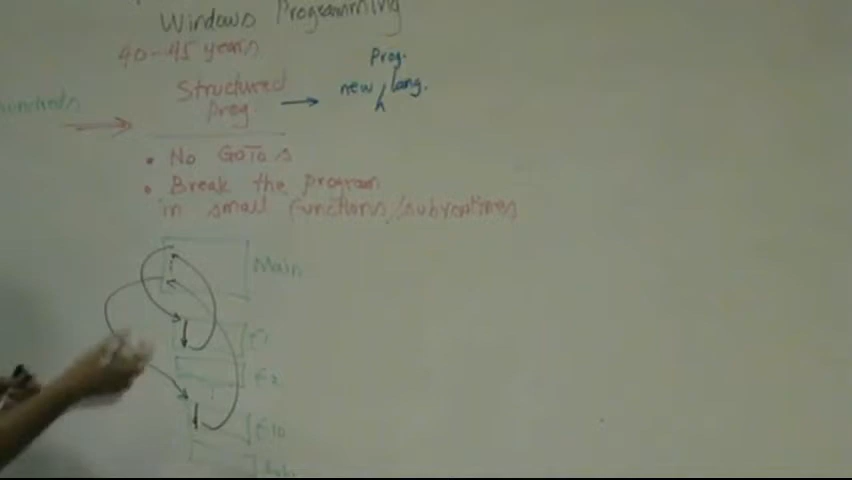 Windows Programming
40-45 years
Prog.
Structured
new lang.
Prog
• No GoTo s
• Break the program
in small functions/subroutines
Main
F1
F2
F10